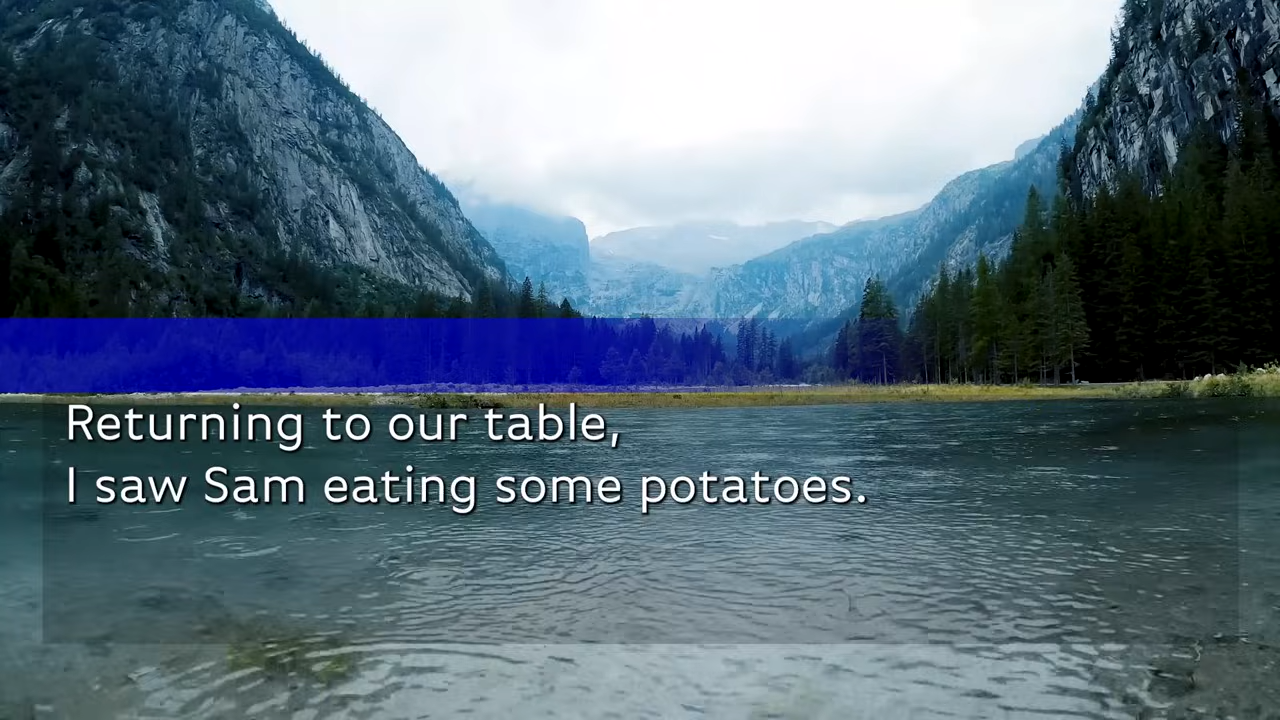 Returning to our table,
I saw Sam eating some potatoes.